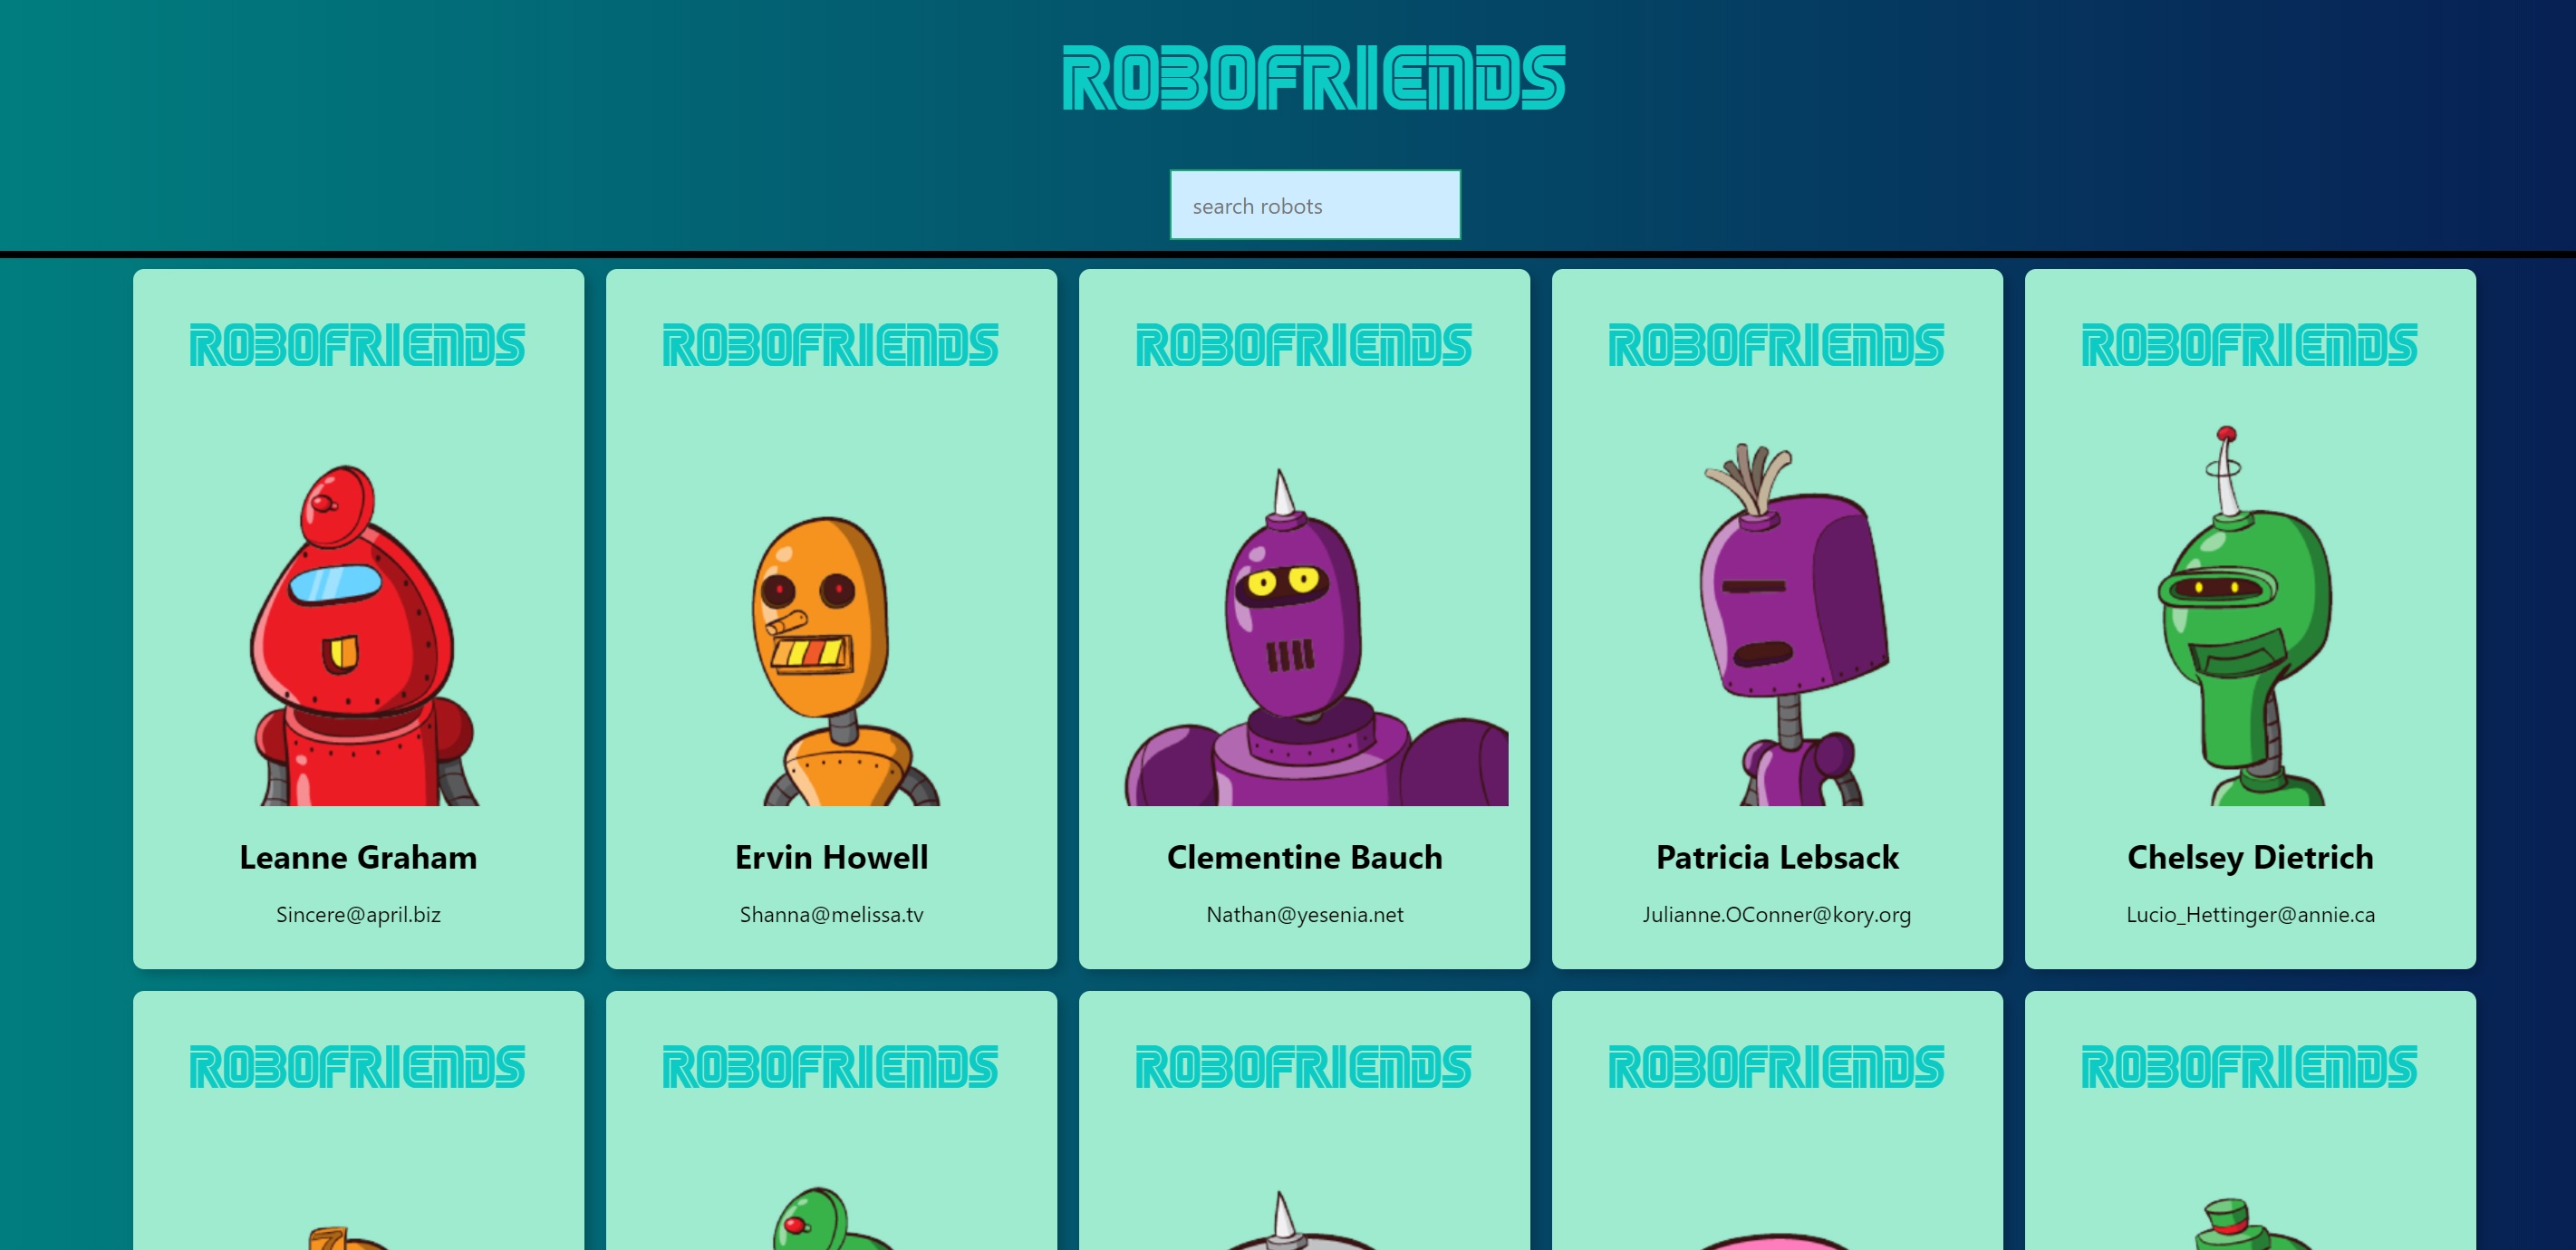 ROBOFRIENDS
search robots
ROBOFRIENDS
ROBOFRIENDS
ROBOFRIENDS
ROBOFRIENDS
ROBOFRIENDS
Leanne Graham
Sincere@april.biz
Ervin Howell
Shanna@melissa.tv
Clementine Bauch
Nathan@yesenia.net
Patricia Lebsack
Julianne.OConner@kory.org
Chelsey Dietrich
Lucio_Hettinger@annie.ca
ROBOFRIENDS
ROBOFRIENDS
ROBOFRIENDS
ROBOFRIENDS
ROBOFRIENDS